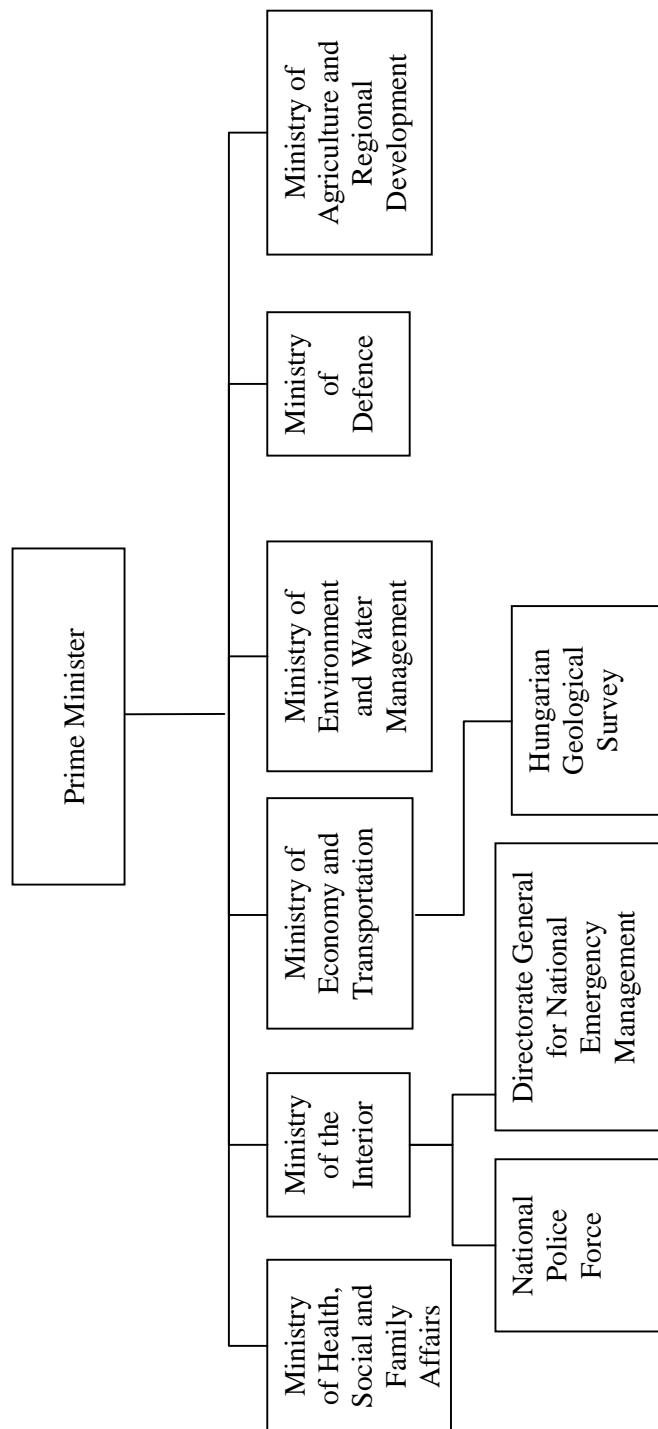 Prime Minister
Ministry
of Health,
Social and
Family
Affairs
Ministry
of the
Interior
Ministry of
Economy and
Transportation
Ministry of
Environment
and Water
Management
Ministry
of
Defence
Ministry of
Agriculture and
Regional
Development
National
Police
Force
Directorate General
for National
Emergency
Management
Hungarian
Geological
Survey